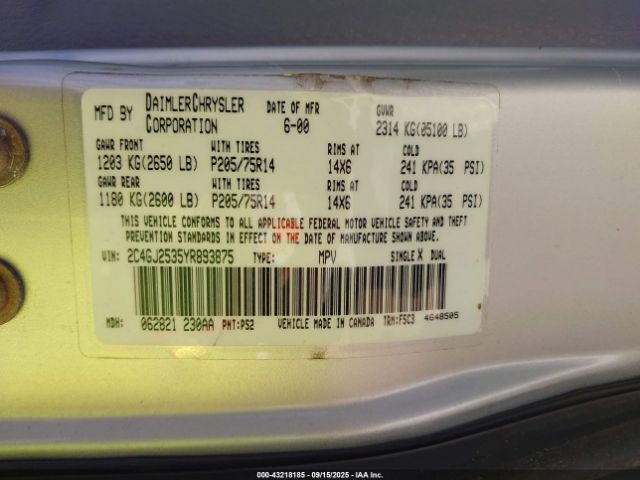 MFD BY DAIMLERCHRYSLER CORPORATION DATE OF MFR 6-00 GVWR 2314 KG(05100 LB)
GAWR FRONT WITH TIRES RIMS AT COLD
1203 KG(2650 LB) P205/75R14 14X6 241 KPA(35 PSI)
GAWR REAR WITH TIRES RIMS AT COLD
1180 KG(2600 LB) P205/75R14 14X6 241 KPA(35 PSI)
THIS VEHICLE CONFORMS TO ALL APPLICABLE FEDERAL MOTOR VEHICLE SAFETY AND THEFT
PREVENTION STANDARDS IN EFFECT ON THE DATE OF MANUFACTURE SHOWN ABOVE.
VIN: 2C4GJ2535YR893875 TYPE: MPV SINGLE X DUAL
MDH: 062821 230AA PNT:PS2 VEHICLE MADE IN CANADA TRM:F5C3 4648505
000-43218185 - 09/15/2025 - IAA Inc.